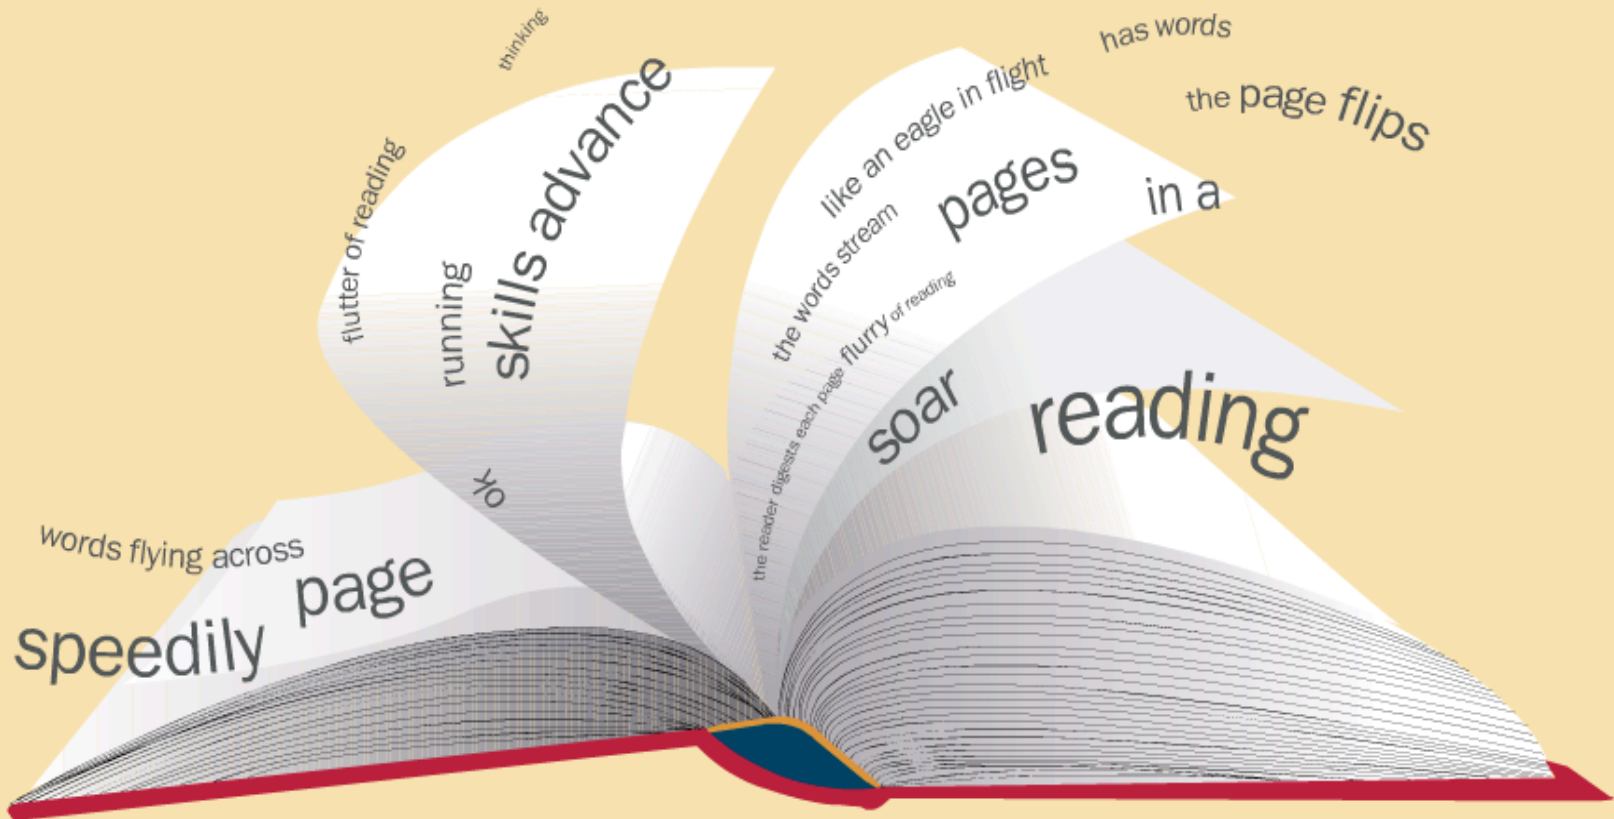 thinking
has words
the page flips
like an eagle in flight
skills advance
flutter of reading
pages
in a
the words stream
running
flurry of reading
the reader digests each page
soar
reading
ok
words flying across
page
speedily